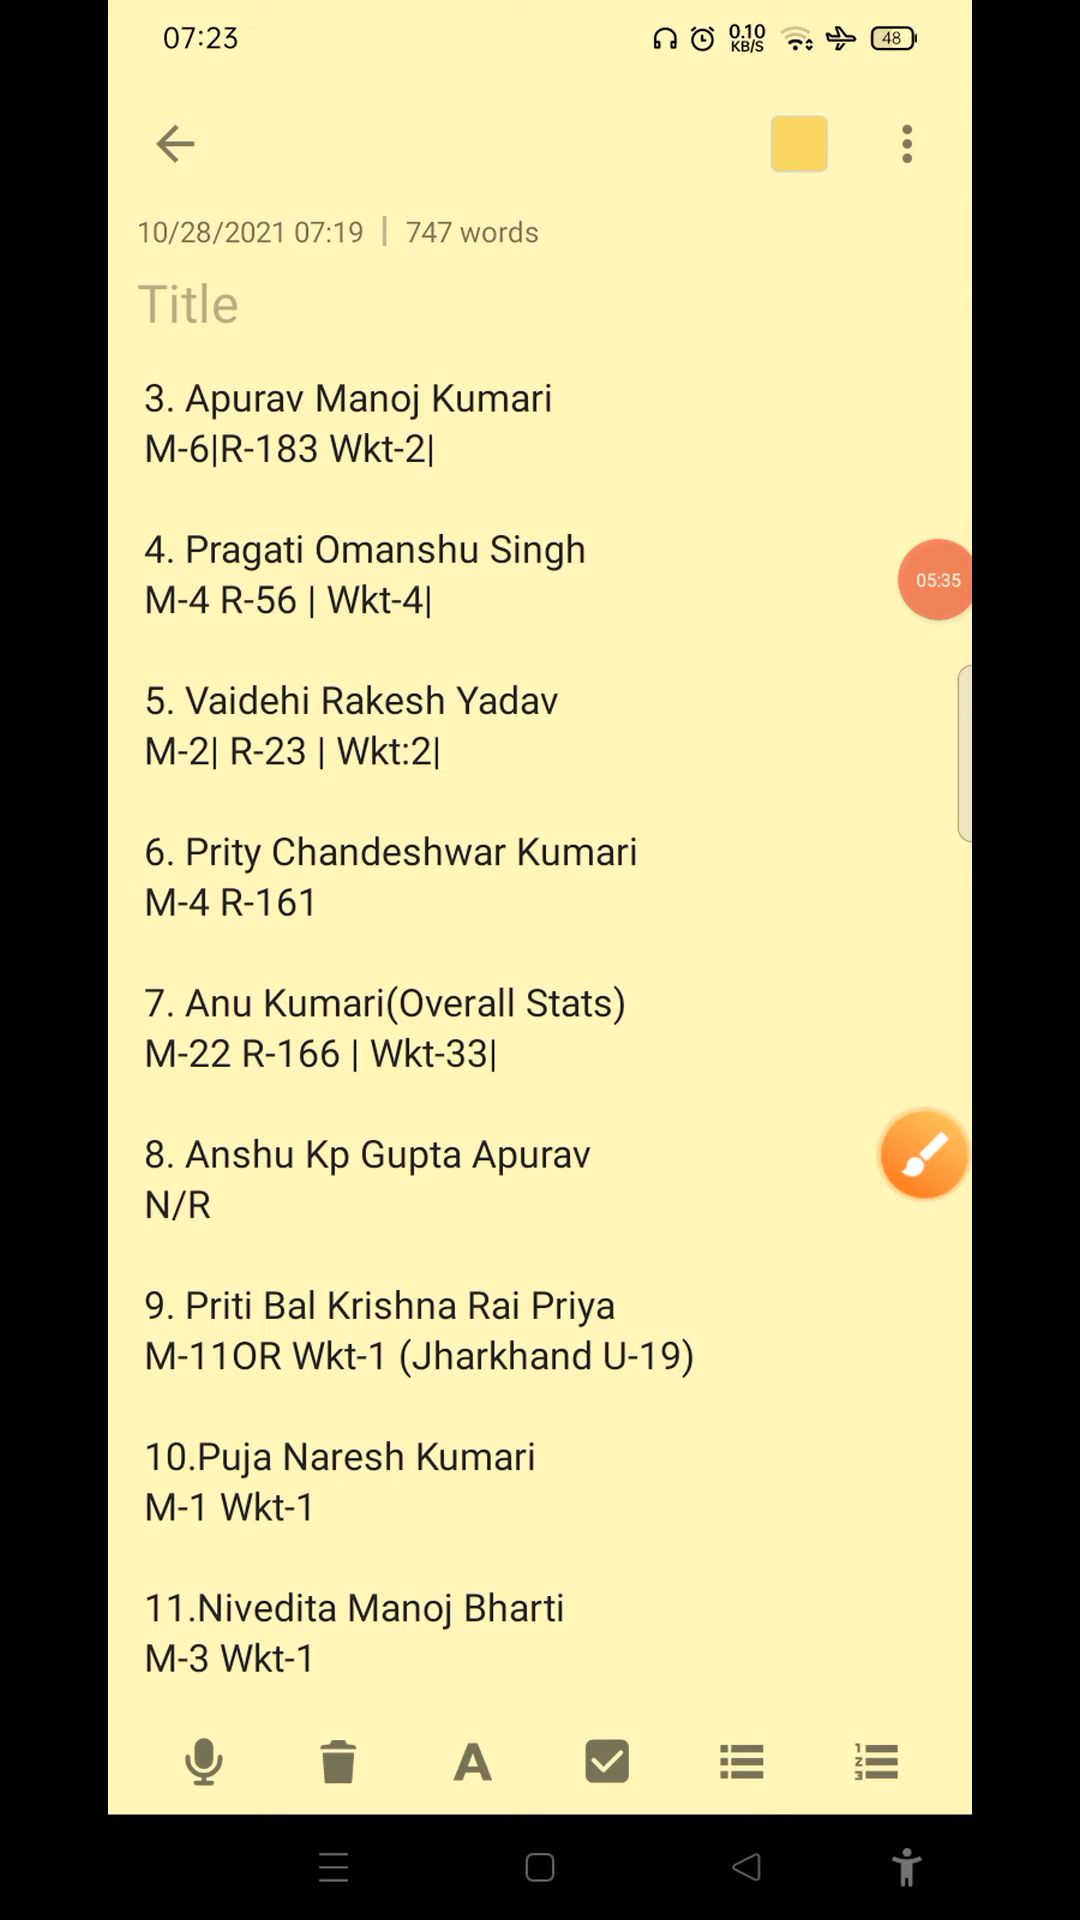 07:23
0.10
KB/S
48
10/28/2021 07:19 | 747 words
Title
3. Apurav Manoj Kumari
M-6|R-183 Wkt-2|
4. Pragati Omanshu Singh
M-4 R-56 | Wkt-4|
05:35
5. Vaidehi Rakesh Yadav
M-2| R-23 | Wkt:2|
6. Prity Chandeshwar Kumari
M-4 R-161
7. Anu Kumari(Overall Stats)
M-22 R-166 | Wkt-33|
8. Anshu Kp Gupta Apurav
N/R
9. Priti Bal Krishna Rai Priya
M-11OR Wkt-1 (Jharkhand U-19)
10.Puja Naresh Kumari
M-1 Wkt-1
11.Nivedita Manoj Bharti
M-3 Wkt-1
A
1
2
3